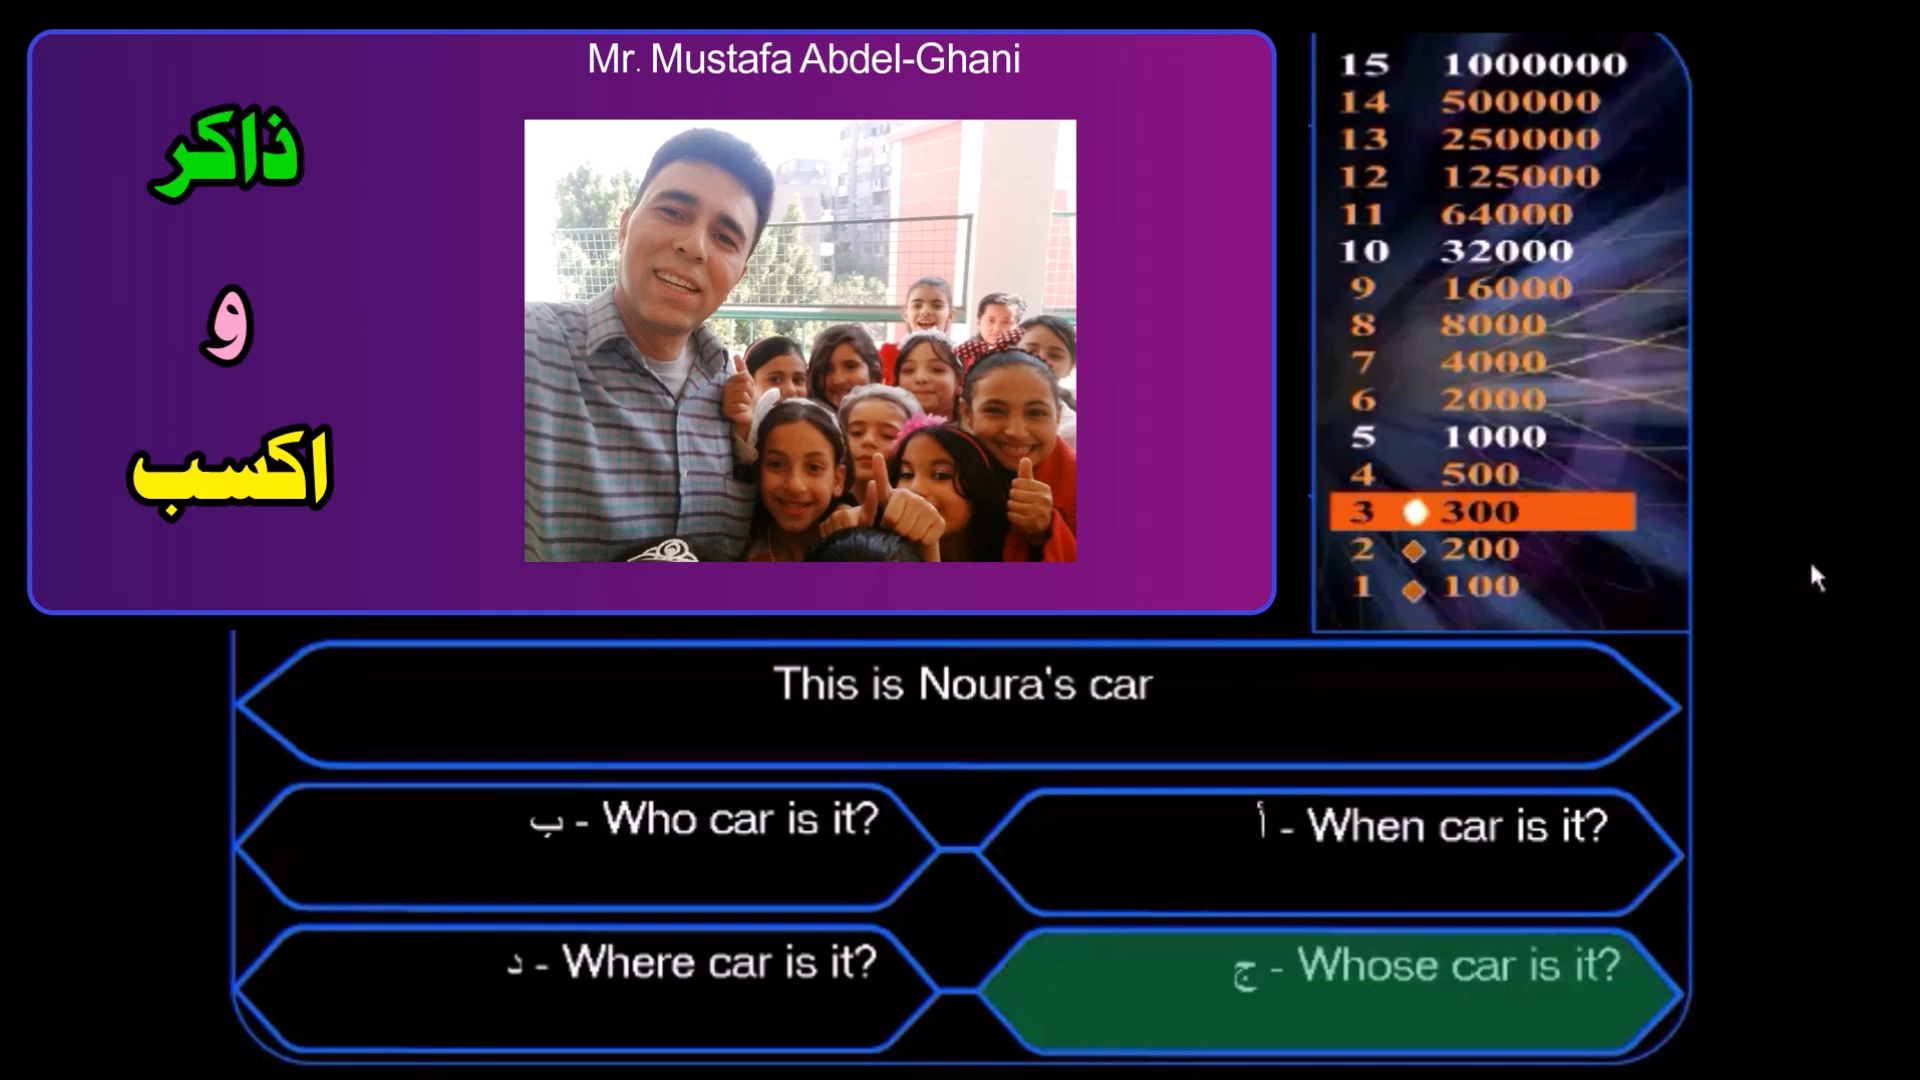 Mr. Mustafa Abdel-Ghani
ذاكر
و
اكسب
15 1000000
14 500000
13 250000
12 125000
11 64000
10 32000
9 16000
8 8000
7 4000
6 2000
5 1000
4 500
3 300
2 200
1 100
This is Noura's car
أ - When car is it?
ب - Who car is it?
ج - Whose car is it?
د - Where car is it?